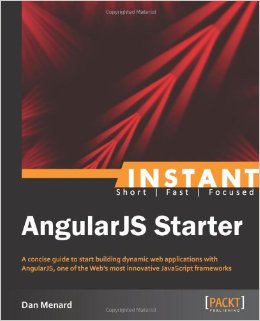 INSTANT
Short | Fast | Focused
AngularJS Starter
A concise guide to start building dynamic web applications with
AngularJS, one of the Web's most innovative JavaScript frameworks
Dan Menard
[PACKT]
PUBLISHING